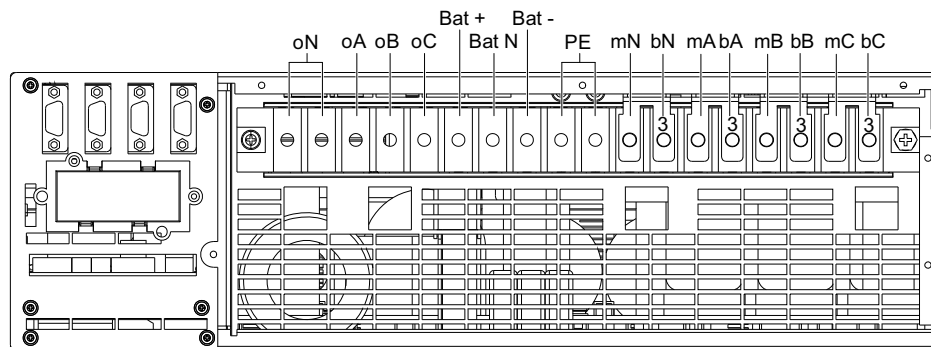 Bat + Bat -
oN oA oB oC Bat N PE mN bN mA bA mB bB mC bC
3 3 3 3